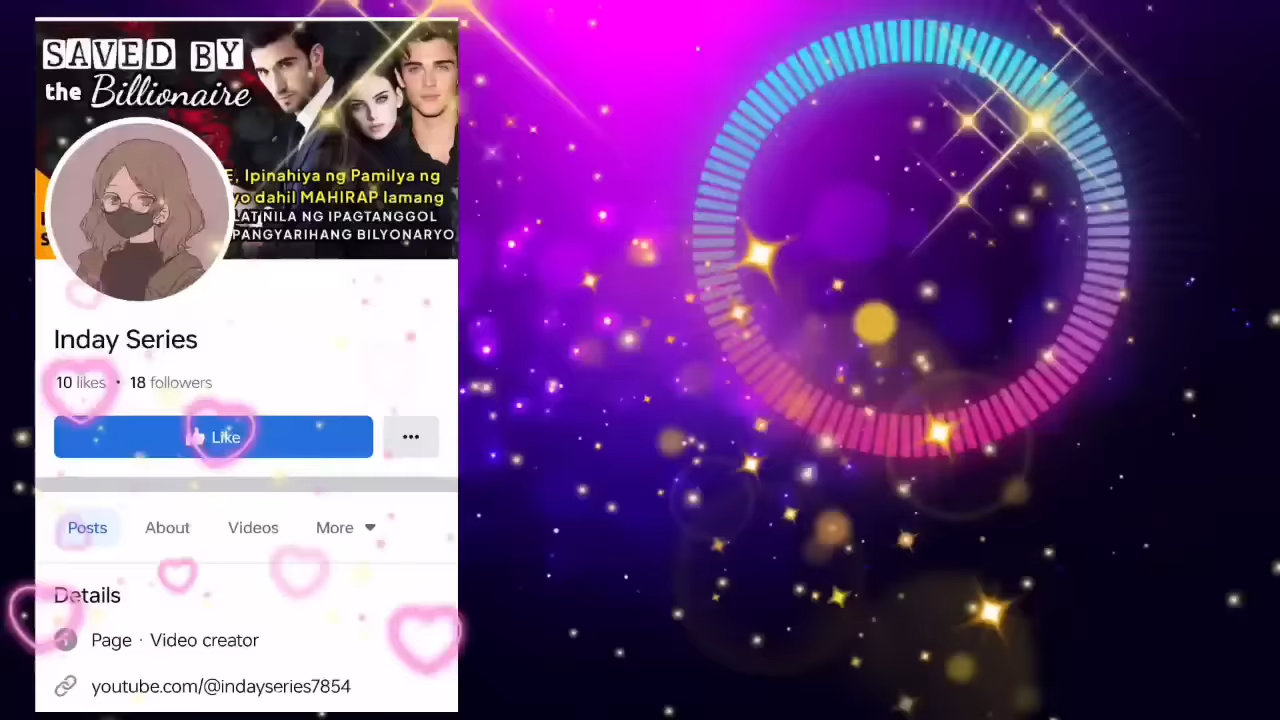 SAVED BY
the Billionaire
E, Ipinahiya ng Pamilya ng
yo dahil MAHIRAP lamang
NILA NG IPAGTANGGOL
PANGYARIHANG BILYONARYO
Inday Series
10 likes · 18 followers
Like
Posts About Videos More
Details
Page · Video creator
youtube.com/@indayseries7854